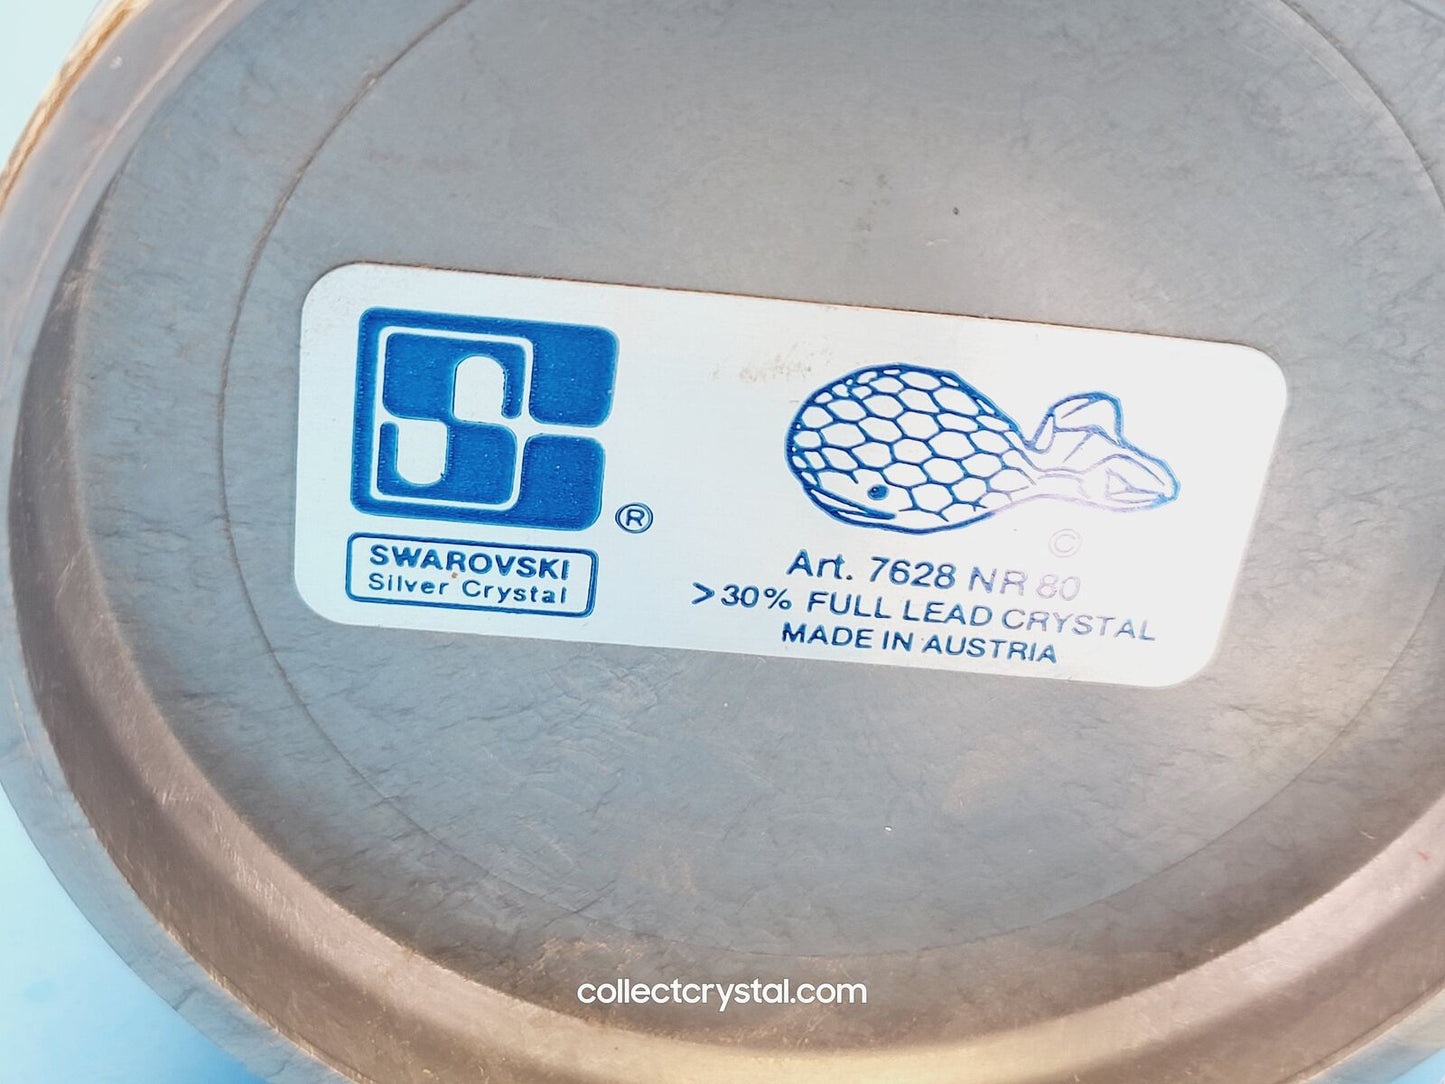 ®
SWAROVSKI
Silver Crystal
©
Art. 7628 NR 80
>30% FULL LEAD CRYSTAL
MADE IN AUSTRIA
collectcrystal.com